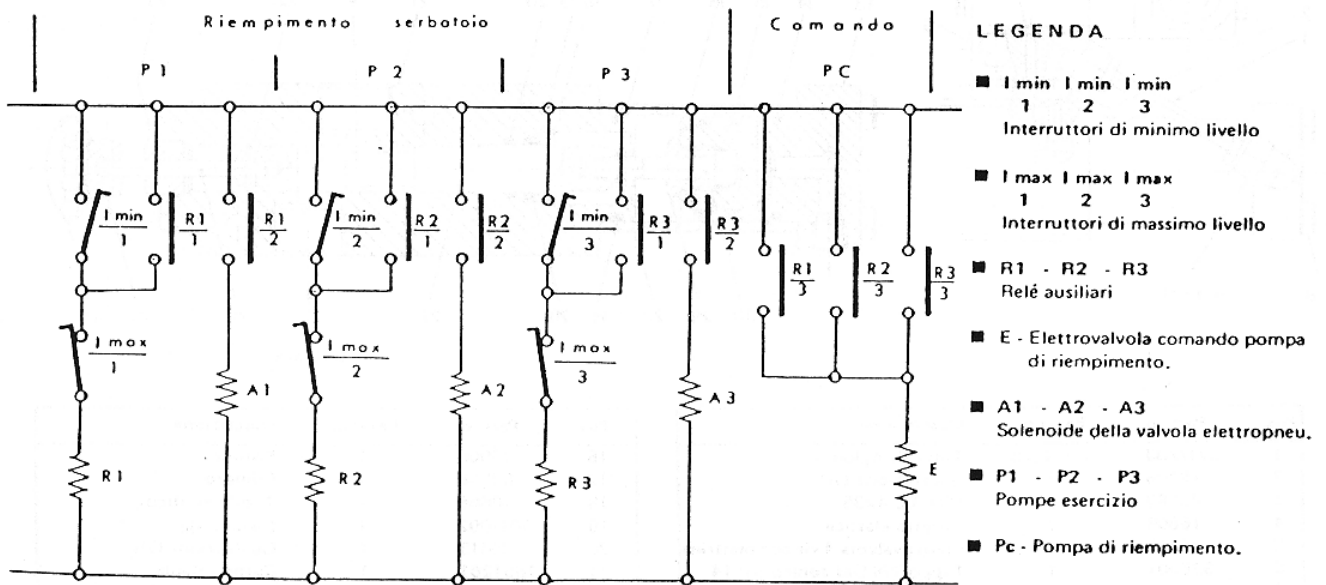 Riempimento serbatoio
Comando
P1 P2 P3 PC
I min
1
R1
1
R1
2
I min
2
R2
1
R2
2
I min
3
R3
1
R3
2
R1
3
R2
3
R3
3
I max
1
I max
2
I max
3
A1 A2 A3
R1 R2 R3 E
LEGENDA
■ I min I min I min
1 2 3
Interruttori di minimo livello
■ I max I max I max
1 2 3
Interruttori di massimo livello
■ R1 - R2 - R3
Relé ausiliari
■ E - Elettrovalvola comando pompa
di riempimento.
■ A1 - A2 - A3
Solenoide della valvola elettropneu.
■ P1 - P2 - P3
Pompe esercizio
■ Pc - Pompa di riempimento.